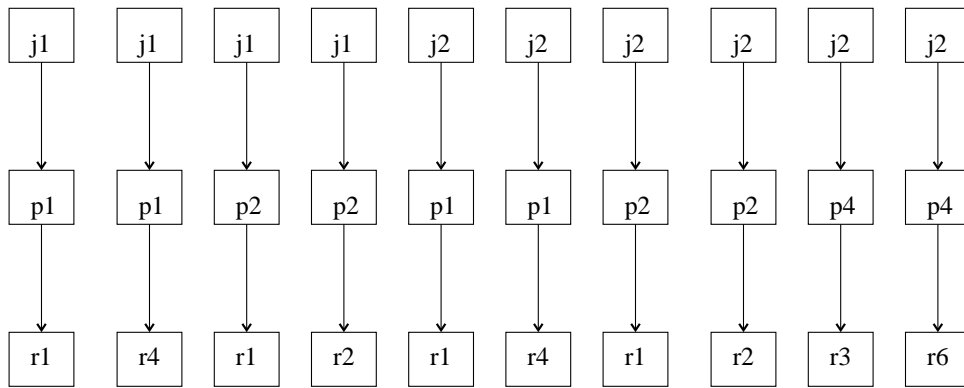 j1 j1 j1 j1 j2 j2 j2 j2 j2 j2
p1 p1 p2 p2 p1 p1 p2 p2 p4 p4
r1 r4 r1 r2 r1 r4 r1 r2 r3 r6